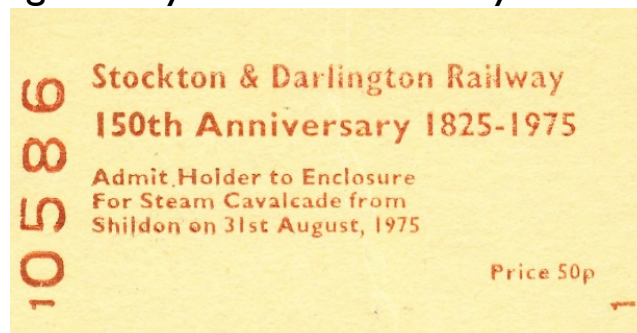 Stockton & Darlington Railway
150th Anniversary 1825-1975
Admit Holder to Enclosure
For Steam Cavalcade from
Shildon on 31st August, 1975
Price 50p
10586
1